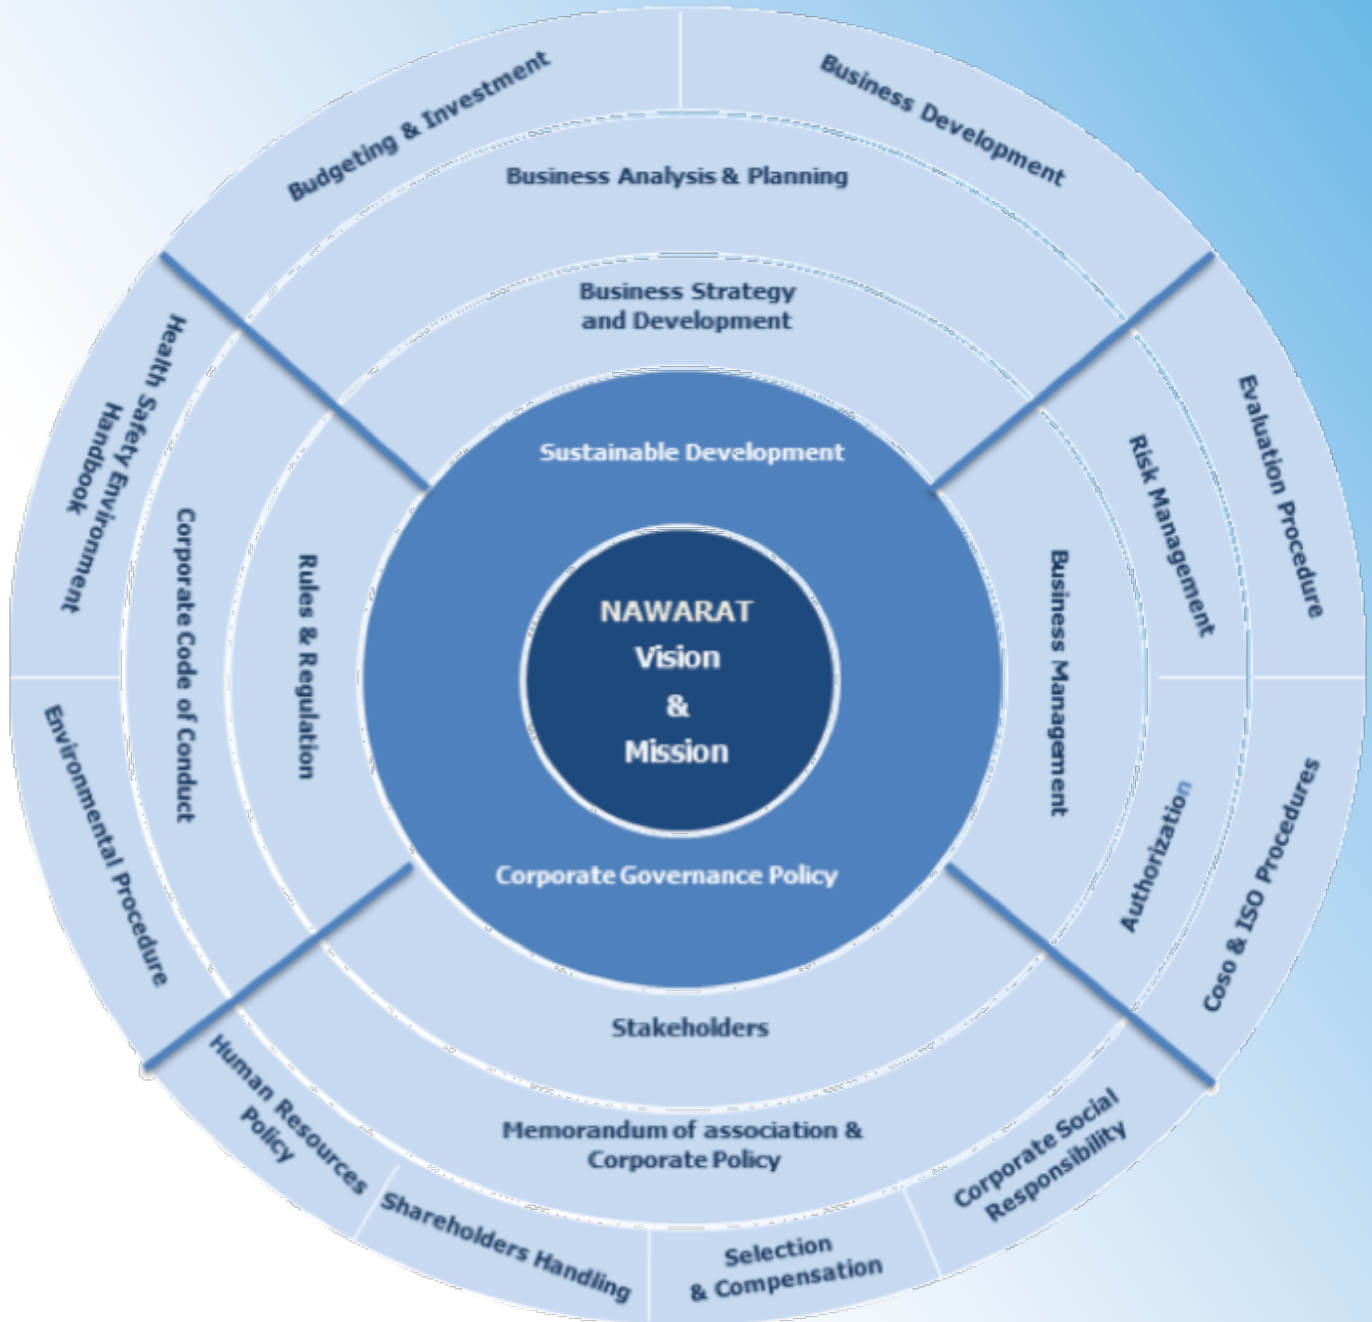 Budgeting & Investment
Business Development
Business Analysis & Planning
Business Strategy
and Development
Health Safety Environment
Handbook
Environmental Procedure
Corporate Code of Conduct
Rules & Regulation
Sustainable Development
NAWARAT
Vision
&
Mission
Corporate Governance Policy
Business Management
Risk Management
Authorization
Evaluation Procedure
Coso & ISO Procedures
Stakeholders
Memorandum of association &
Corporate Policy
Human Resources
Policy
Shareholders Handling
Selection
& Compensation
Corporate Social
Responsibility